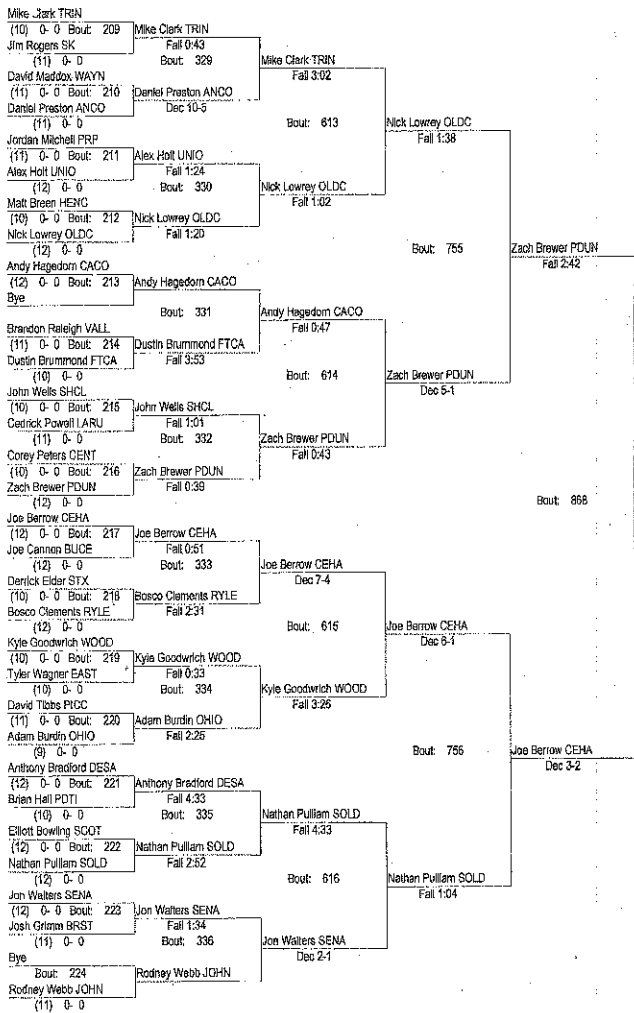 Mike Clark TRIN
(10) 0- 0 Bout: 209
Jim Rogers SK
(11) 0- 0
David Maddox WAYN
(11) 0- 0 Bout: 210
Daniel Preston ANCO
(11) 0- 0
Jordan Mitchell PRP
(11) 0- 0 Bout: 211
Alex Holt UNIO
(12) 0- 0
Matt Breen HENC
(10) 0- 0 Bout: 212
Nick Lowrey OLDC
(12) 0- 0
Andy Hagedorn CACO
(12) 0- 0 Bout: 213
Bye
Brandon Raleigh VALL
(11) 0- 0 Bout: 214
Dustin Brummond FTCA
(10) 0- 0
John Wells SHCL
(10) 0- 0 Bout: 215
Cedrick Powell LARU
(11) 0- 0
Corey Peters CENT
(10) 0- 0 Bout: 216
Zach Brewer PDUN
(12) 0- 0
Joe Berrow CEHA
(12) 0- 0 Bout: 217
Joe Cannon BUCE
(12) 0- 0
Derrick Elder STX
(10) 0- 0 Bout: 218
Bosco Clements RYLE
(12) 0- 0
Kyle Goodwrich WOOD
(10) 0- 0 Bout: 219
Tyler Wagner EAST
(10) 0- 0
David Tibbs PICC
(11) 0- 0 Bout: 220
Adam Burdin OHIO
(9) 0- 0
Anthony Bradford DESA
(12) 0- 0 Bout: 221
Brian Hall PDTI
(10) 0- 0
Elliott Bowling SCOT
(12) 0- 0 Bout: 222
Nathan Pulliam SOLD
(12) 0- 0
Jon Walters SENA
(12) 0- 0 Bout: 223
Josh Grimm BRST
(11) 0- 0
Bye
Bout: 224
Rodney Webb JOHN
(11) 0- 0
Mike Clark TRIN
Fall 0:43
Bout: 329
Daniel Preston ANCO
Dec 10-5
Alex Holt UNIO
Fall 1:24
Bout: 330
Nick Lowrey OLDC
Fall 1:20
Andy Hagedorn CACO
Bout: 331
Dustin Brummond FTCA
Fall 3:53
John Wells SHCL
Fall 1:01
Bout: 332
Zach Brewer PDUN
Fall 0:39
Joe Berrow CEHA
Fall 0:51
Bout: 333
Bosco Clements RYLE
Fall 2:31
Kyle Goodwrich WOOD
Fall 0:33
Bout: 334
Adam Burdin OHIO
Fall 2:25
Anthony Bradford DESA
Fall 4:33
Bout: 335
Nathan Pulliam SOLD
Fall 2:52
Jon Walters SENA
Fall 1:34
Bout: 336
Rodney Webb JOHN
Mike Clark TRIN
Fall 3:02
Bout: 613
Nick Lowrey OLDC
Fall 1:02
Andy Hagedorn CACO
Fall 0:47
Bout: 614
Zach Brewer PDUN
Fall 0:43
Joe Berrow CEHA
Dec 7-4
Bout: 615
Kyle Goodwrich WOOD
Fall 3:26
Nathan Pulliam SOLD
Fall 4:33
Bout: 616
Jon Walters SENA
Dec 2-1
Nick Lowrey OLDC
Fall 1:38
Bout: 755
Zach Brewer PDUN
Dec 5-1
Joe Berrow CEHA
Dec 6-1
Bout: 756
Nathan Pulliam SOLD
Fall 1:04
Zach Brewer PDUN
Fall 2:42
Bout: 868
Joe Berrow CEHA
Dec 3-2